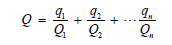 Q = q₁/Q₁ + q₂/Q₂ + ⋯ qₙ/Qₙ